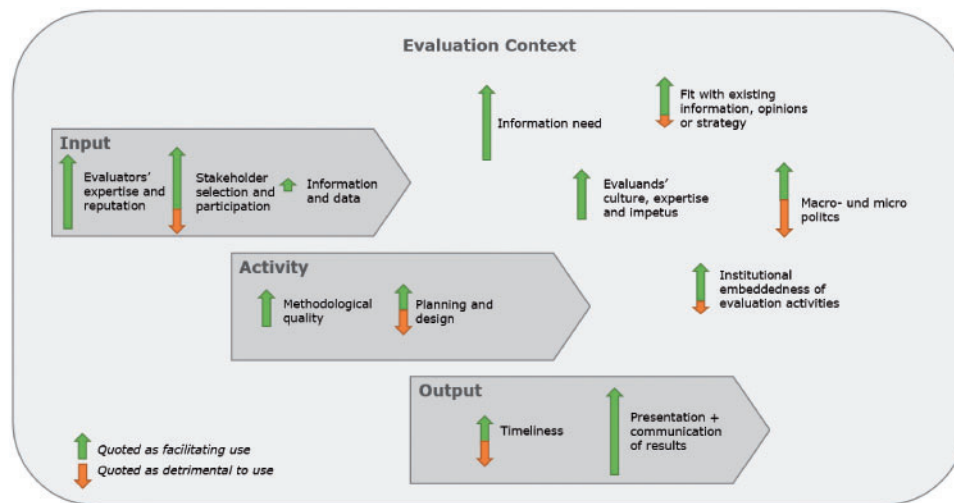 Evaluation Context
Information need
Fit with existing
information, opinions
or strategy
Input
Evaluators'
expertise and
reputation
Stakeholder
selection and
participation
Information
and data
Evaluands'
culture, expertise
and impetus
Macro- und micro
politcs
Activity
Methodological
quality
Planning and
design
Institutional
embeddedness of
evaluation activities
Output
Timeliness
Presentation +
communication
of results
Quoted as facilitating use
Quoted as detrimental to use